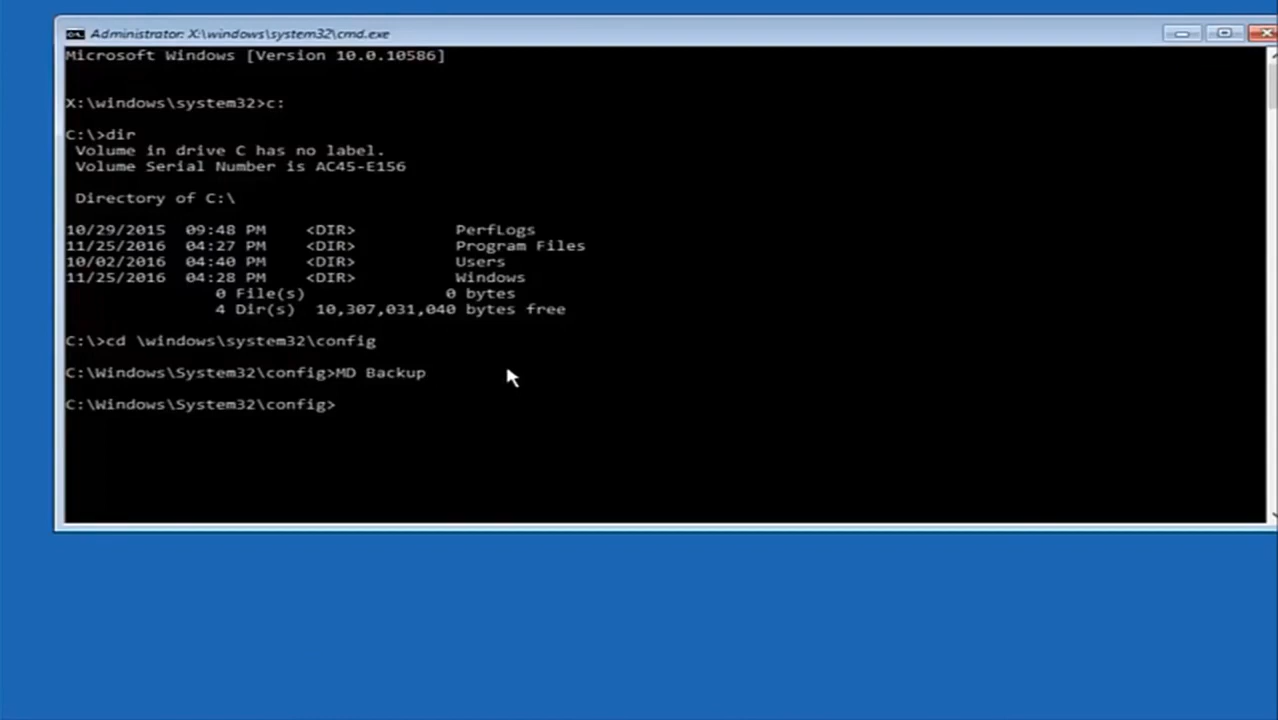 Administrator: X:\windows\system32\cmd.exe
Microsoft Windows [Version 10.0.10586]
X:\windows\system32>c:
C:\>dir
Volume in drive C has no label.
Volume Serial Number is AC45-E156
Directory of C:\
10/29/2015 09:48 PM <DIR> PerfLogs
11/25/2016 04:27 PM <DIR> Program Files
10/02/2016 04:40 PM <DIR> Users
11/25/2016 04:28 PM <DIR> Windows
0 File(s) 0 bytes
4 Dir(s) 10,307,031,040 bytes free
C:\>cd \windows\system32\config
C:\Windows\System32\config>MD Backup
C:\Windows\System32\config>